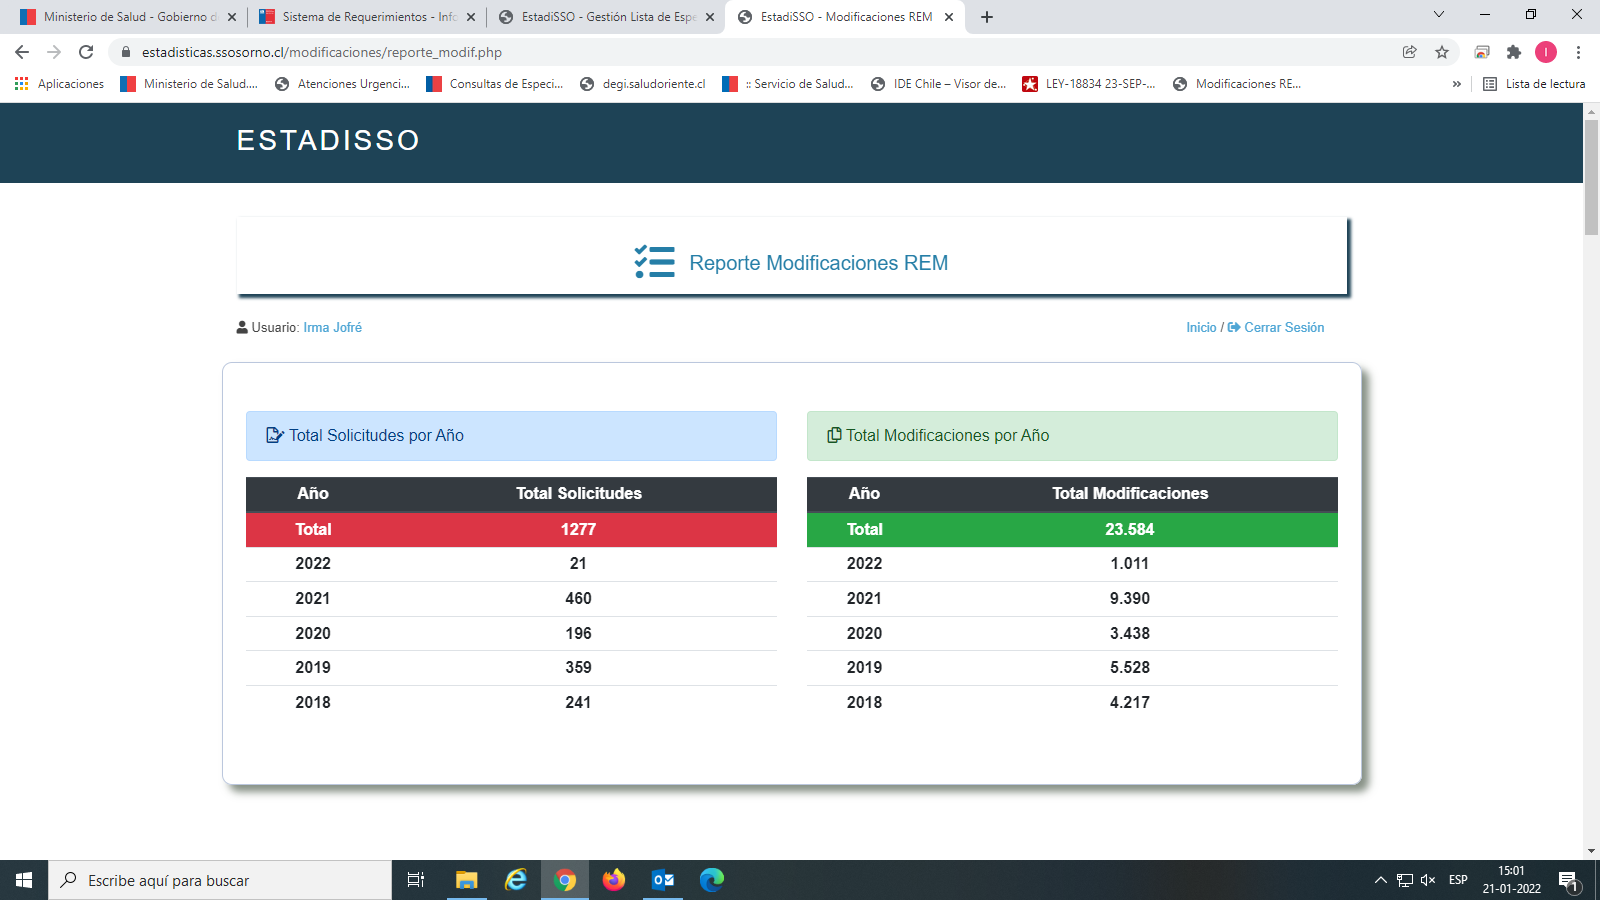 Ministerio de Salud - Gobierno d
Sistema de Requerimientos - Info
EstadiSSO - Gestión Lista de Espe
EstadiSSO - Modificaciones REM
estadisticas.ssosorno.cl/modificaciones/reporte_modif.php
I
Aplicaciones
Ministerio de Salud....
Atenciones Urgenci...
Consultas de Especi...
degi.saludoriente.cl
:: Servicio de Salud...
IDE Chile – Visor de...
LEY-18834 23-SEP-...
Modificaciones RE...
»
Lista de lectura
ESTADISSO
Reporte Modificaciones REM
Usuario: Irma Jofré
Inicio / Cerrar Sesión
Total Solicitudes por Año
Año Total Solicitudes
Total 1277
2022 21
2021 460
2020 196
2019 359
2018 241
Total Modificaciones por Año
Año Total Modificaciones
Total 23.584
2022 1.011
2021 9.390
2020 3.438
2019 5.528
2018 4.217
Escribe aquí para buscar
ESP
15:01
21-01-2022
1